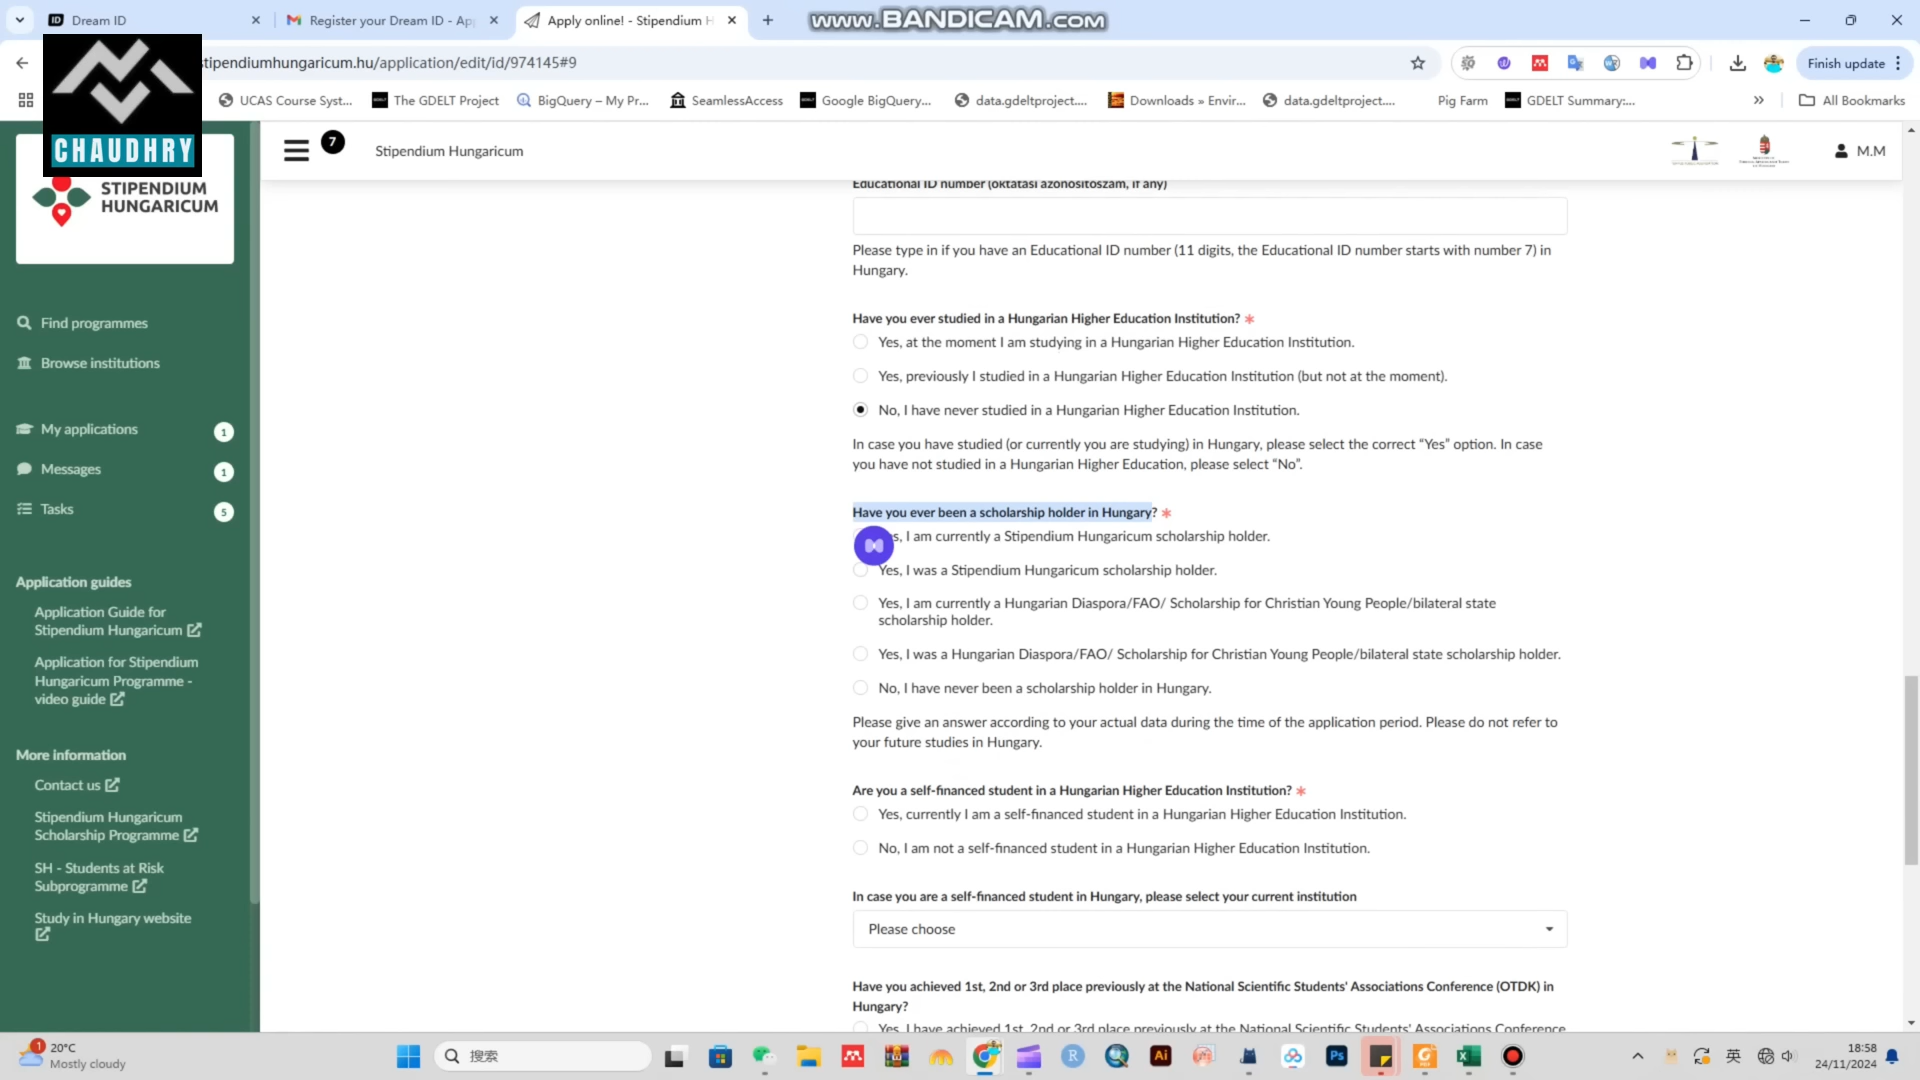 Dream ID
Register your Dream ID - Ap
Apply online! - Stipendium H
www.BANDICAM.com
tipendiumhungaricum.hu/application/edit/id/974145#9
Finish update
UCAS Course Syst...
The GDELT Project
BigQuery – My Pr...
SeamlessAccess
Google BigQuery...
data.gdeltproject....
Downloads » Envir...
data.gdeltproject....
Pig Farm
GDELT Summary:...
All Bookmarks
CHAUDHRY
STIPENDIUM
HUNGARICUM
7
Stipendium Hungaricum
M.M
Find programmes
Browse institutions
My applications
1
Messages
1
Tasks
5
Application guides
Application Guide for
Stipendium Hungaricum
Application for Stipendium
Hungaricum Programme -
video guide
More information
Contact us
Stipendium Hungaricum
Scholarship Programme
SH - Students at Risk
Subprogramme
Study in Hungary website
Educational ID number (oktatási azonosítószám, if any)
Please type in if you have an Educational ID number (11 digits, the Educational ID number starts with number 7) in
Hungary.
Have you ever studied in a Hungarian Higher Education Institution? *
Yes, at the moment I am studying in a Hungarian Higher Education Institution.
Yes, previously I studied in a Hungarian Higher Education Institution (but not at the moment).
No, I have never studied in a Hungarian Higher Education Institution.
In case you have studied (or currently you are studying) in Hungary, please select the correct “Yes” option. In case
you have not studied in a Hungarian Higher Education, please select “No”.
Have you ever been a scholarship holder in Hungary? *
s, I am currently a Stipendium Hungaricum scholarship holder.
Yes, I was a Stipendium Hungaricum scholarship holder.
Yes, I am currently a Hungarian Diaspora/FAO/ Scholarship for Christian Young People/bilateral state
scholarship holder.
Yes, I was a Hungarian Diaspora/FAO/ Scholarship for Christian Young People/bilateral state scholarship holder.
No, I have never been a scholarship holder in Hungary.
Please give an answer according to your actual data during the time of the application period. Please do not refer to
your future studies in Hungary.
Are you a self-financed student in a Hungarian Higher Education Institution? *
Yes, currently I am a self-financed student in a Hungarian Higher Education Institution.
No, I am not a self-financed student in a Hungarian Higher Education Institution.
In case you are a self-financed student in Hungary, please select your current institution
Please choose
Have you achieved 1st, 2nd or 3rd place previously at the National Scientific Students' Associations Conference (OTDK) in
Hungary?
Yes, I have achieved 1st, 2nd or 3rd place previously at the National Scientific Students' Associations Conference
1
20°C
Mostly cloudy
搜索
英
18:58
24/11/2024